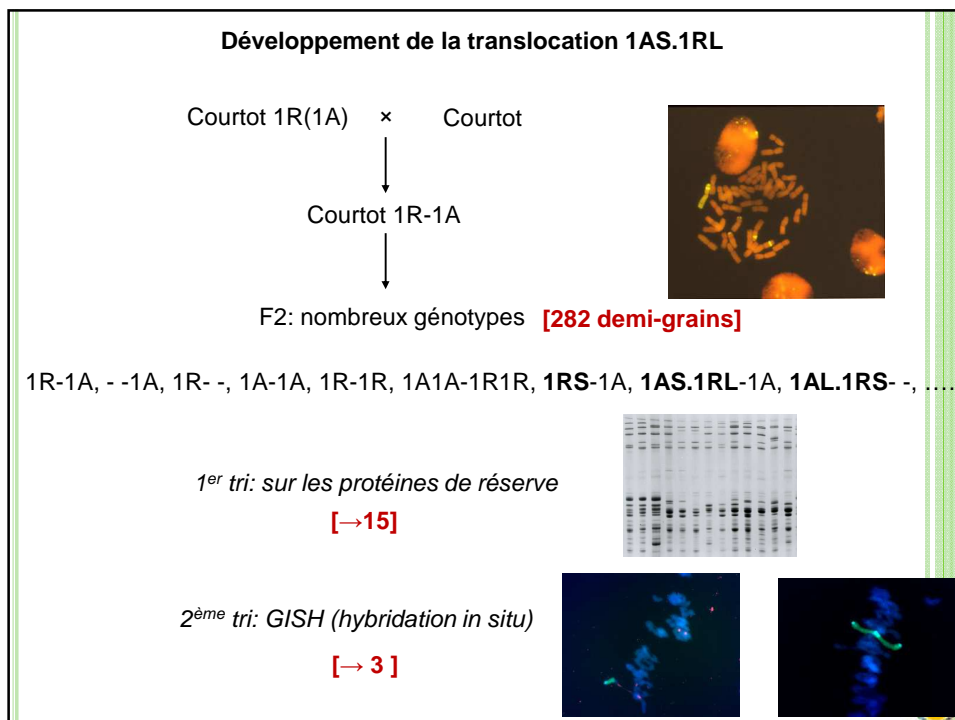 Développement de la translocation 1AS.1RL
Courtot 1R(1A) × Courtot
Courtot 1R-1A
F2: nombreux génotypes [282 demi-grains]
1R-1A, - -1A, 1R- -, 1A-1A, 1R-1R, 1A1A-1R1R, 1RS-1A, 1AS.1RL-1A, 1AL.1RS- -, ….
1er tri: sur les protéines de réserve
[→15]
2ème tri: GISH (hybridation in situ)
[→ 3 ]